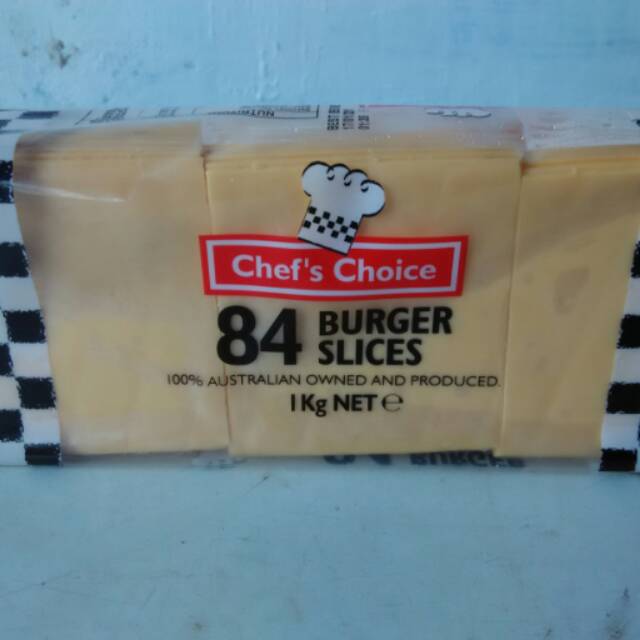 Chef's Choice
84 BURGER
SLICES
100% AUSTRALIAN OWNED AND PRODUCED.
1Kg NET ℮